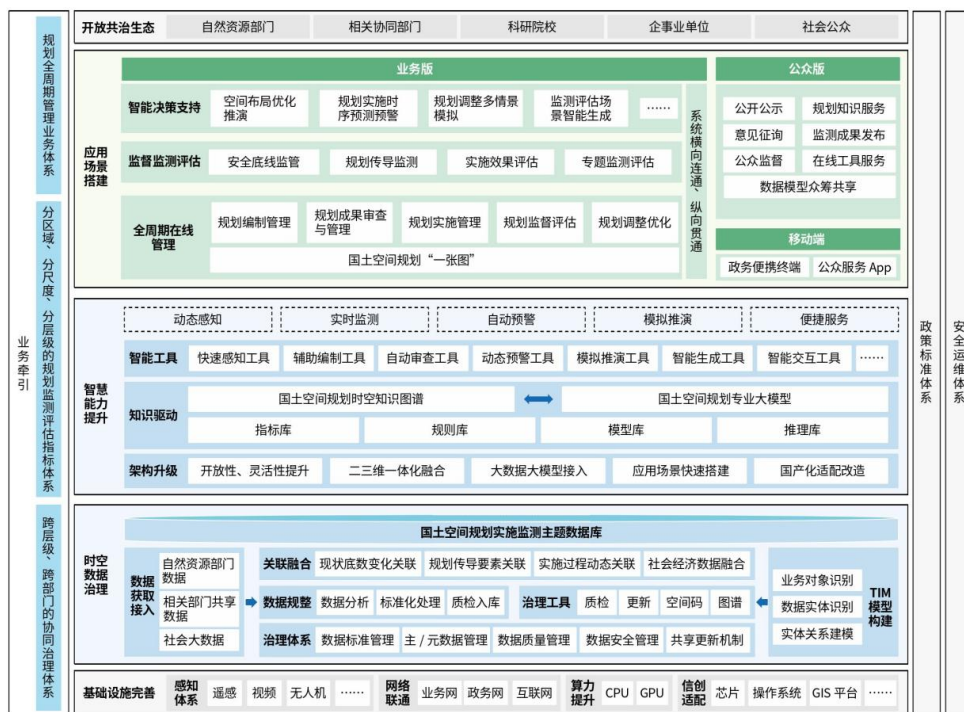 业务牵引
规划全周期管理业务体系
分区域、分尺度、分层级的规划监测评估指标体系
跨层级、跨部门的协同治理体系
开放共治生态
自然资源部门
相关协同部门
科研院校
企事业单位
社会公众
应用
场景
搭建
业务版
智能决策支持
空间布局优化
推演
规划实施时
序预测预警
规划调整多情景
模拟
监测评估场
景智能生成
……
监督监测评估
安全底线监管
规划传导监测
实施效果评估
专题监测评估
全周期在线
管理
规划编制管理
规划成果审查
与管理
规划实施管理
规划监督评估
规划调整优化
国土空间规划“一张图”
系统横向连通、纵向贯通
公众版
公开公示
规划知识服务
意见征询
监测成果发布
公众监督
在线工具服务
数据模型众筹共享
移动端
政务便携终端
公众服务 App
智慧
能力
提升
动态感知
实时监测
自动预警
模拟推演
便捷服务
智能工具
快速感知工具
辅助编制工具
自动审查工具
动态预警工具
模拟推演工具
智能生成工具
智能交互工具
……
知识驱动
国土空间规划时空知识图谱
国土空间规划专业大模型
指标库
规则库
模型库
推理库
架构升级
开放性、灵活性提升
二三维一体化融合
大数据大模型接入
应用场景快速搭建
国产化适配改造
时空
数据
治理
国土空间规划实施监测主题数据库
数据
获取
接入
自然资源部门
数据
相关部门共享
数据
社会大数据
关联融合
现状底数变化关联
规划传导要素关联
实施过程动态关联
社会经济数据融合
数据规整
数据分析
标准化处理
质检入库
治理工具
质检
更新
空间码
图谱
治理体系
数据标准管理
主 / 元数据管理
数据质量管理
数据安全管理
共享更新机制
业务对象识别
数据实体识别
实体关系建模
TIM
模型
构建
基础设施完善
感知
体系
遥感
视频
无人机
……
网络
联通
业务网
政务网
互联网
算力
提升
CPU
GPU
信创
适配
芯片
操作系统
GIS 平台
……
政策标准体系
安全运维体系